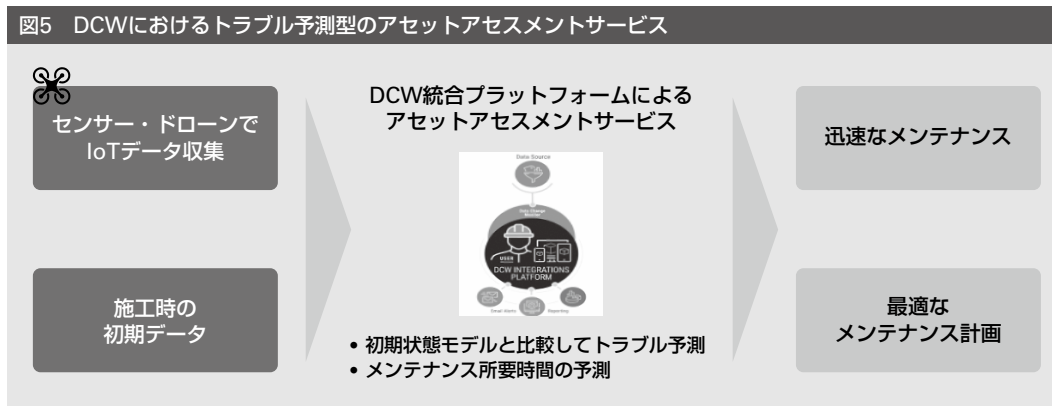 図5 DCWにおけるトラブル予測型のアセットアセスメントサービス
センサー・ドローンで
IoTデータ収集
施工時の
初期データ
DCW統合プラットフォームによる
アセットアセスメントサービス
Data Source
USER
DCW INTEGRATIONS
PLATFORM
Email Alerts
Reporting
• 初期状態モデルと比較してトラブル予測
• メンテナンス所要時間の予測
迅速なメンテナンス
最適な
メンテナンス計画